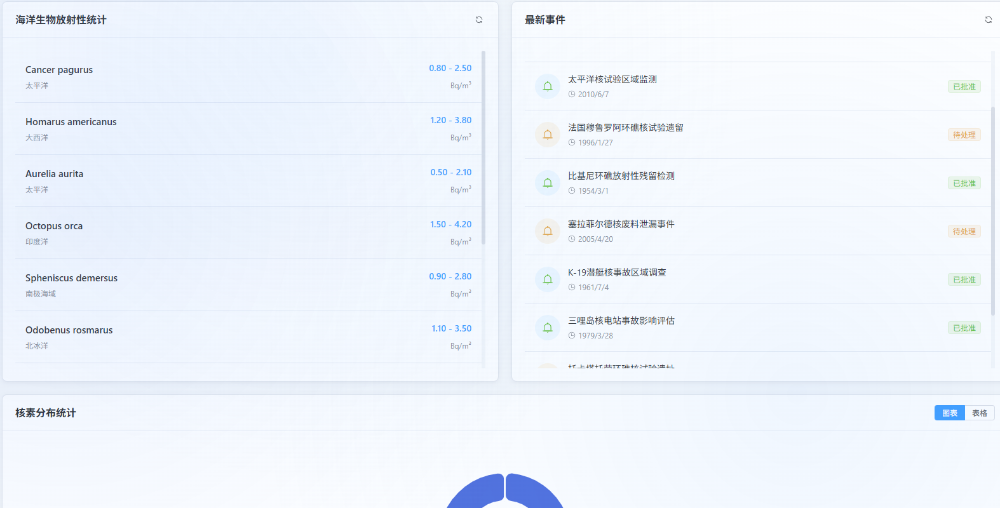 海洋生物放射性统计
Cancer pagurus
0.80 - 2.50
太平洋
Bq/m³
Homarus americanus
1.20 - 3.80
大西洋
Bq/m³
Aurelia aurita
0.50 - 2.10
太平洋
Bq/m³
Octopus orca
1.50 - 4.20
印度洋
Bq/m³
Spheniscus demersus
0.90 - 2.80
南极海域
Bq/m³
Odobenus rosmarus
1.10 - 3.50
北冰洋
Bq/m³
最新事件
太平洋核试验区域监测
2010/6/7
已批准
法国穆鲁罗阿环礁核试验遗留
1996/1/27
待处理
比基尼环礁放射性残留检测
1954/3/1
已批准
塞拉菲尔德核废料泄漏事件
2005/4/20
待处理
K-19潜艇核事故区域调查
1961/7/4
已批准
三哩岛核电站事故影响评估
1979/3/28
已批准
核素分布统计
图表
表格